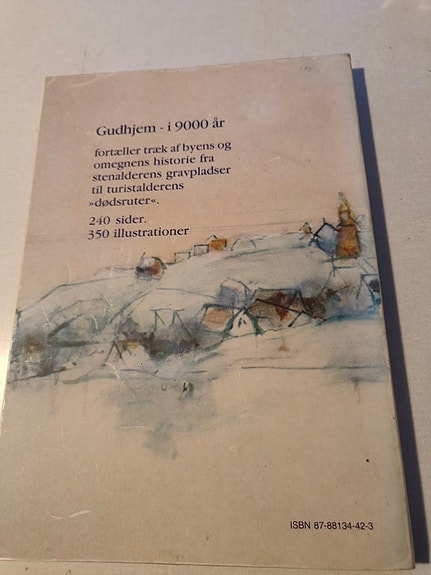 Gudhjem - i 9000 år
fortæller træk af byens og
omegnens historie fra
stenalderens gravpladser
til turistalderens
»dødsruter«.
240 sider.
350 illustrationer
ISBN 87-88134-42-3